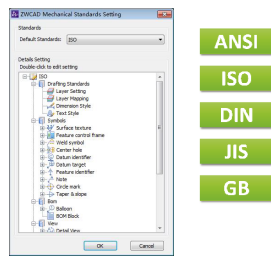 ZWCAD Mechanical Standards Setting
Standards
Default Standards: ISO
Details Setting
Double click to edit setting
ISO
Drafting Standards
Layer Setting
Layer Mapping
Dimension Style
Text Style
Symbols
Surface texture
Feature control frame
Weld symbol
Center hole
Datum identifier
Datum target
Feature identifier
Note
Circle mark
Taper & slope
Bom
Balloon
BOM Block
View
Detail View
OK
Cancel
ANSI
ISO
DIN
JIS
GB